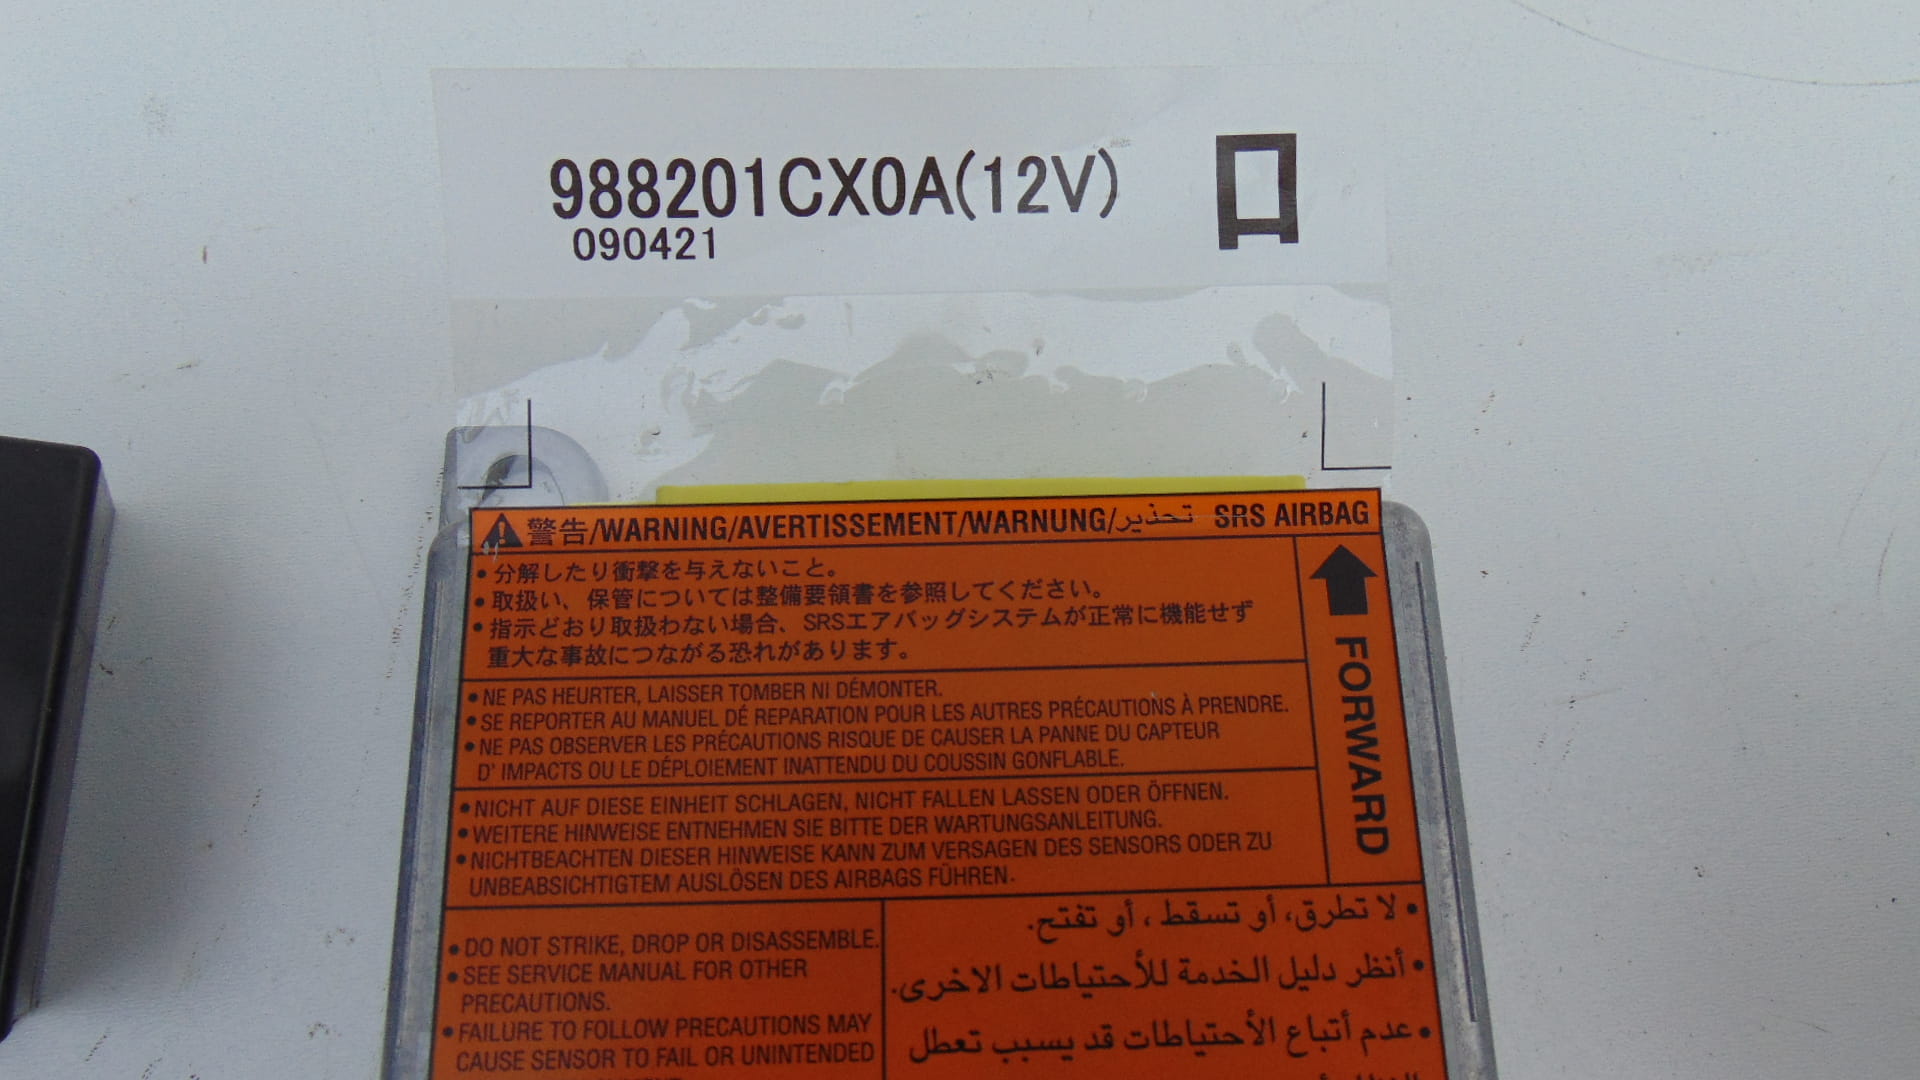 988201CX0A(12V)
ロ
090421
警告/WARNING/AVERTISSEMENT/WARNUNG/تحذير SRS AIRBAG
• 分解したり衝撃を与えないこと。
• 取扱い、保管については整備要領書を参照してください。
• 指示どおり取扱わない場合、SRSエアバッグシステムが正常に機能せず
重大な事故につながる恐れがあります。
FORWARD
• NE PAS HEURTER, LAISSER TOMBER NI DÉMONTER.
• SE REPORTER AU MANUEL DÉ REPARATION POUR LES AUTRES PRÉCAUTIONS À PRENDRE.
• NE PAS OBSERVER LES PRÉCAUTIONS RISQUE DE CAUSER LA PANNE DU CAPTEUR
D' IMPACTS OU LE DÉPLOIEMENT INATTENDU DU COUSSIN GONFLABLE.
• NICHT AUF DIESE EINHEIT SCHLAGEN, NICHT FALLEN LASSEN ODER ÖFFNEN.
• WEITERE HINWEISE ENTNEHMEN SIE BITTE DER WARTUNGSANLEITUNG.
• NICHTBEACHTEN DIESER HINWEISE KANN ZUM VERSAGEN DES SENSORS ODER ZU
UNBEABSICHTIGTEM AUSLÖSEN DES AIRBAGS FÜHREN.
• DO NOT STRIKE, DROP OR DISASSEMBLE.
• SEE SERVICE MANUAL FOR OTHER
PRECAUTIONS.
• FAILURE TO FOLLOW PRECAUTIONS MAY
CAUSE SENSOR TO FAIL OR UNINTENDED
• لا تطرق، أو تسقط ، أو تفتح.
• أنظر دليل الخدمة للأحتياطات الاخرى.
• عدم أتباع الأحتياطات قد يسبب تعطل